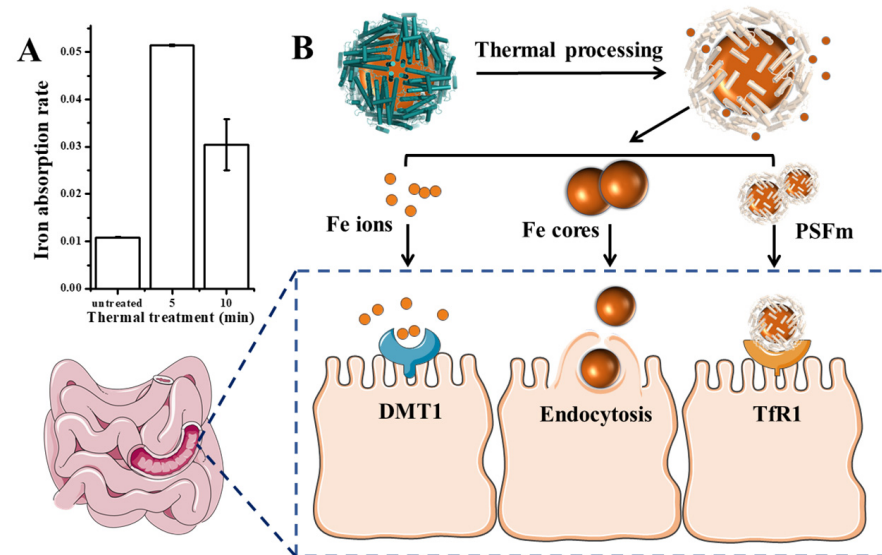 A
Iron absorption rate
0.05
0.04
0.03
0.02
0.01
0.00
untreated 5 10
Thermal treatment (min)
B
Thermal processing
Fe ions
Fe cores
PSFm
DMT1
Endocytosis
TfR1